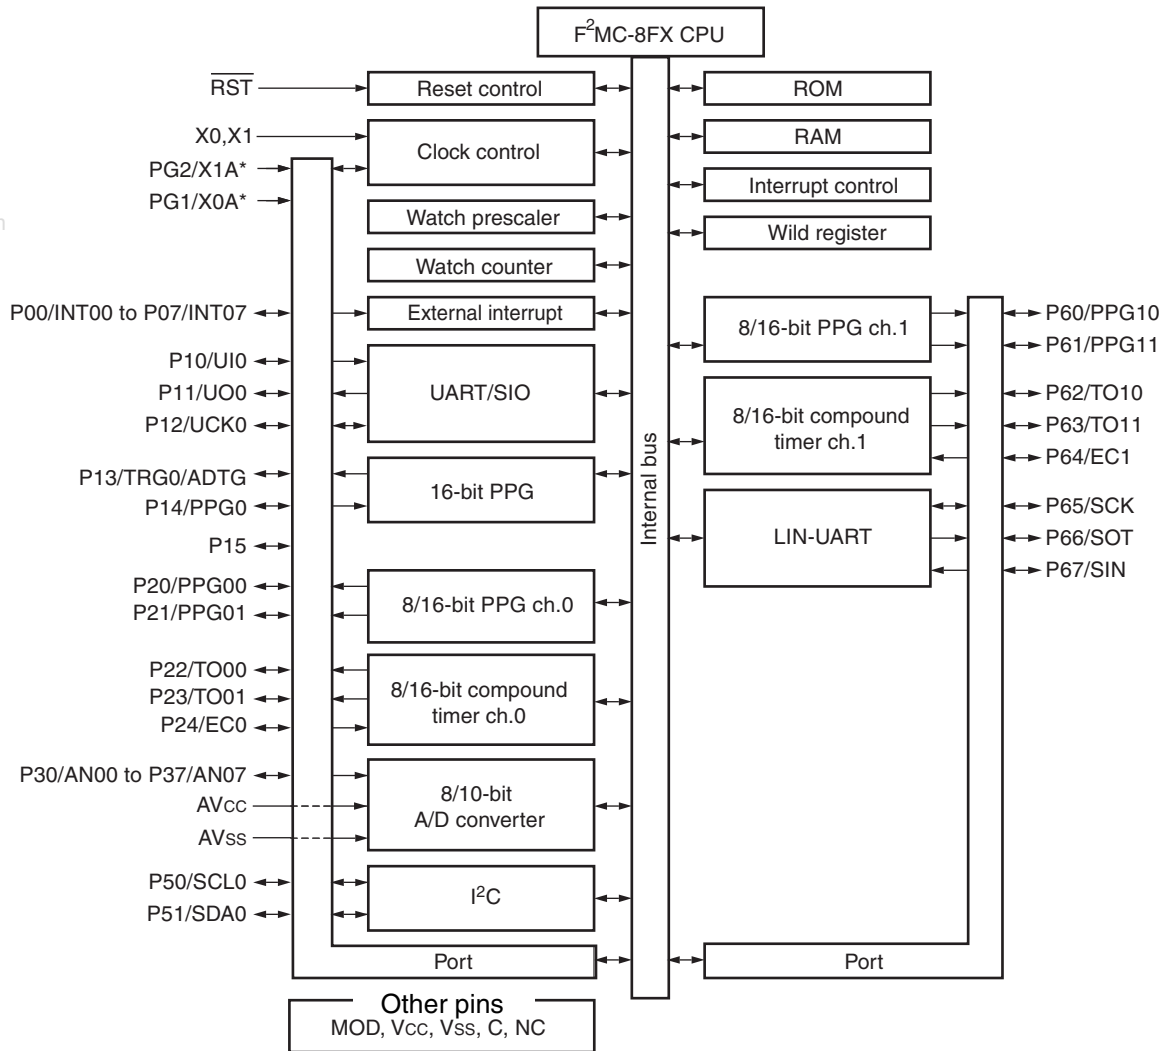 F²MC-8FX CPU
RST
Reset control
ROM
X0,X1
Clock control
RAM
PG2/X1A*
PG1/X0A*
Interrupt control
Watch prescaler
Wild register
Watch counter
P00/INT00 to P07/INT07
External interrupt
8/16-bit PPG ch.1
P60/PPG10
P61/PPG11
P10/UI0
P11/UO0
P12/UCK0
UART/SIO
8/16-bit compound
timer ch.1
P62/TO10
P63/TO11
P64/EC1
P13/TRG0/ADTG
P14/PPG0
16-bit PPG
Internal bus
LIN-UART
P65/SCK
P66/SOT
P67/SIN
P15
P20/PPG00
P21/PPG01
8/16-bit PPG ch.0
P22/TO00
P23/TO01
P24/EC0
8/16-bit compound
timer ch.0
P30/AN00 to P37/AN07
AVCC
AVSS
8/10-bit
A/D converter
P50/SCL0
P51/SDA0
I²C
Port
Port
Other pins
MOD, VCC, VSS, C, NC